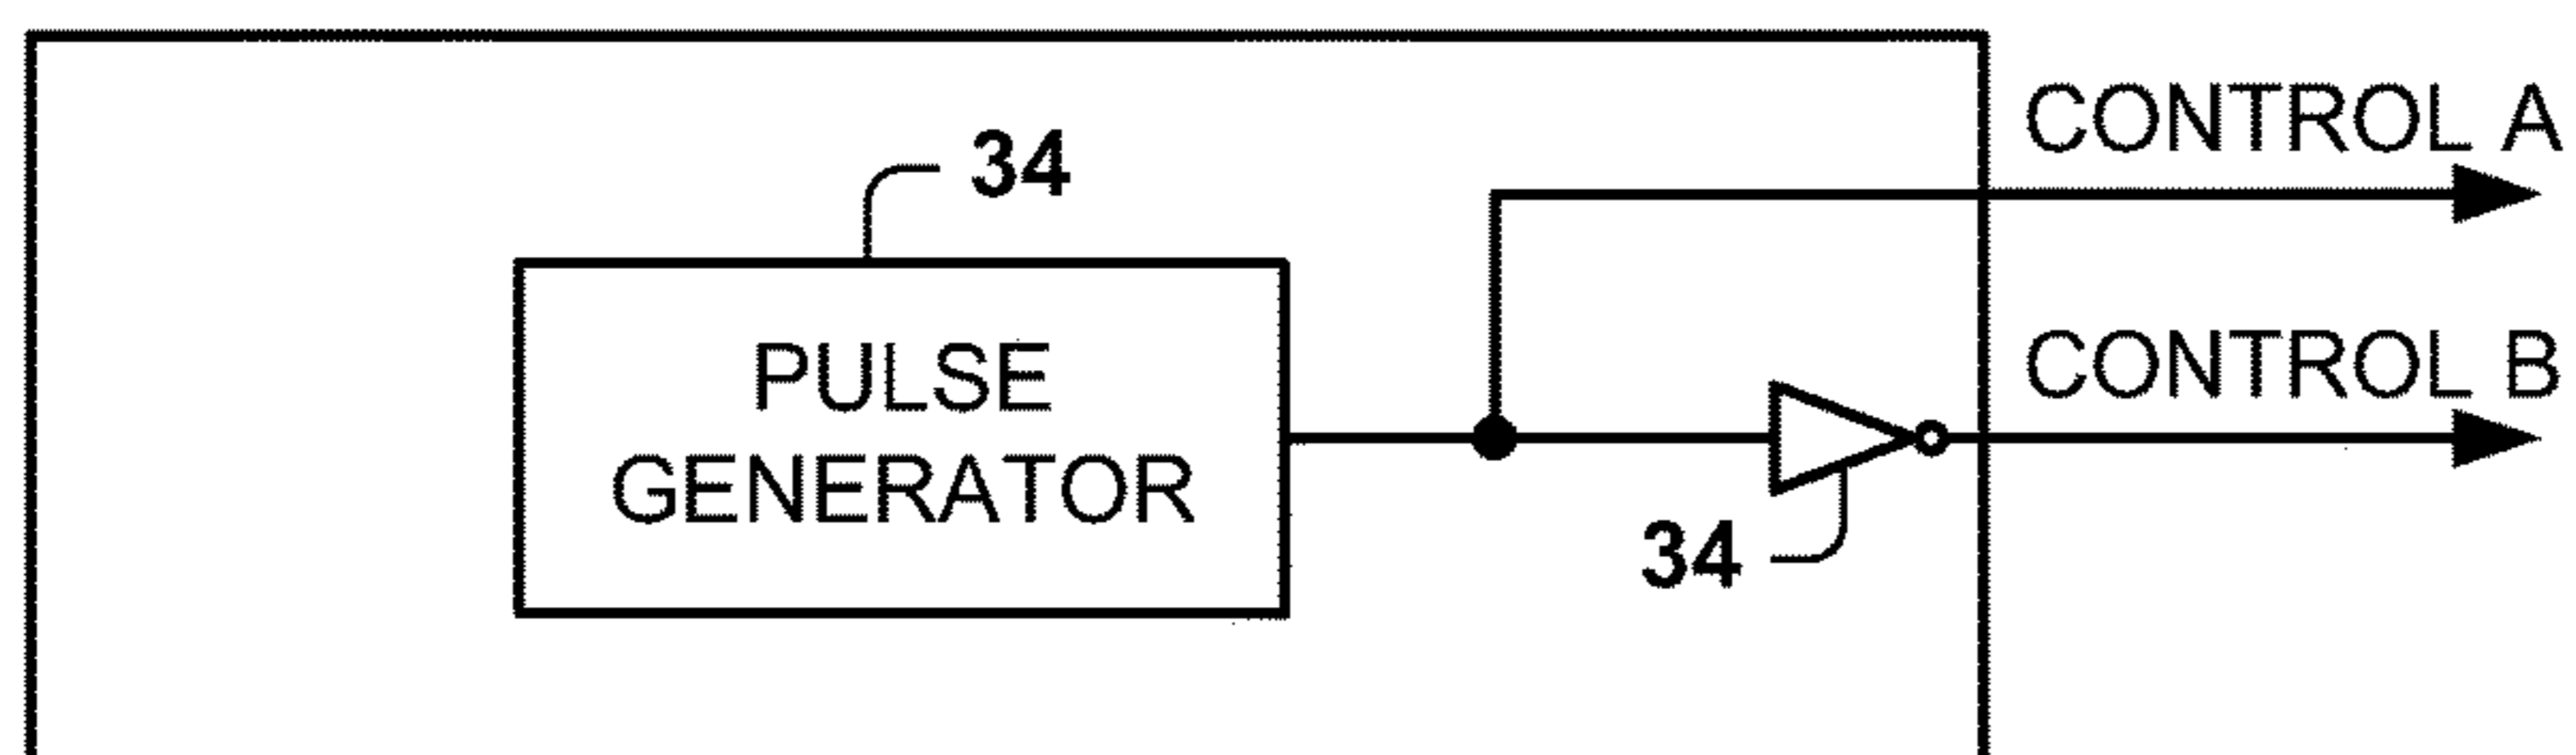 CONTROL A
34
CONTROL B
PULSE
GENERATOR
34